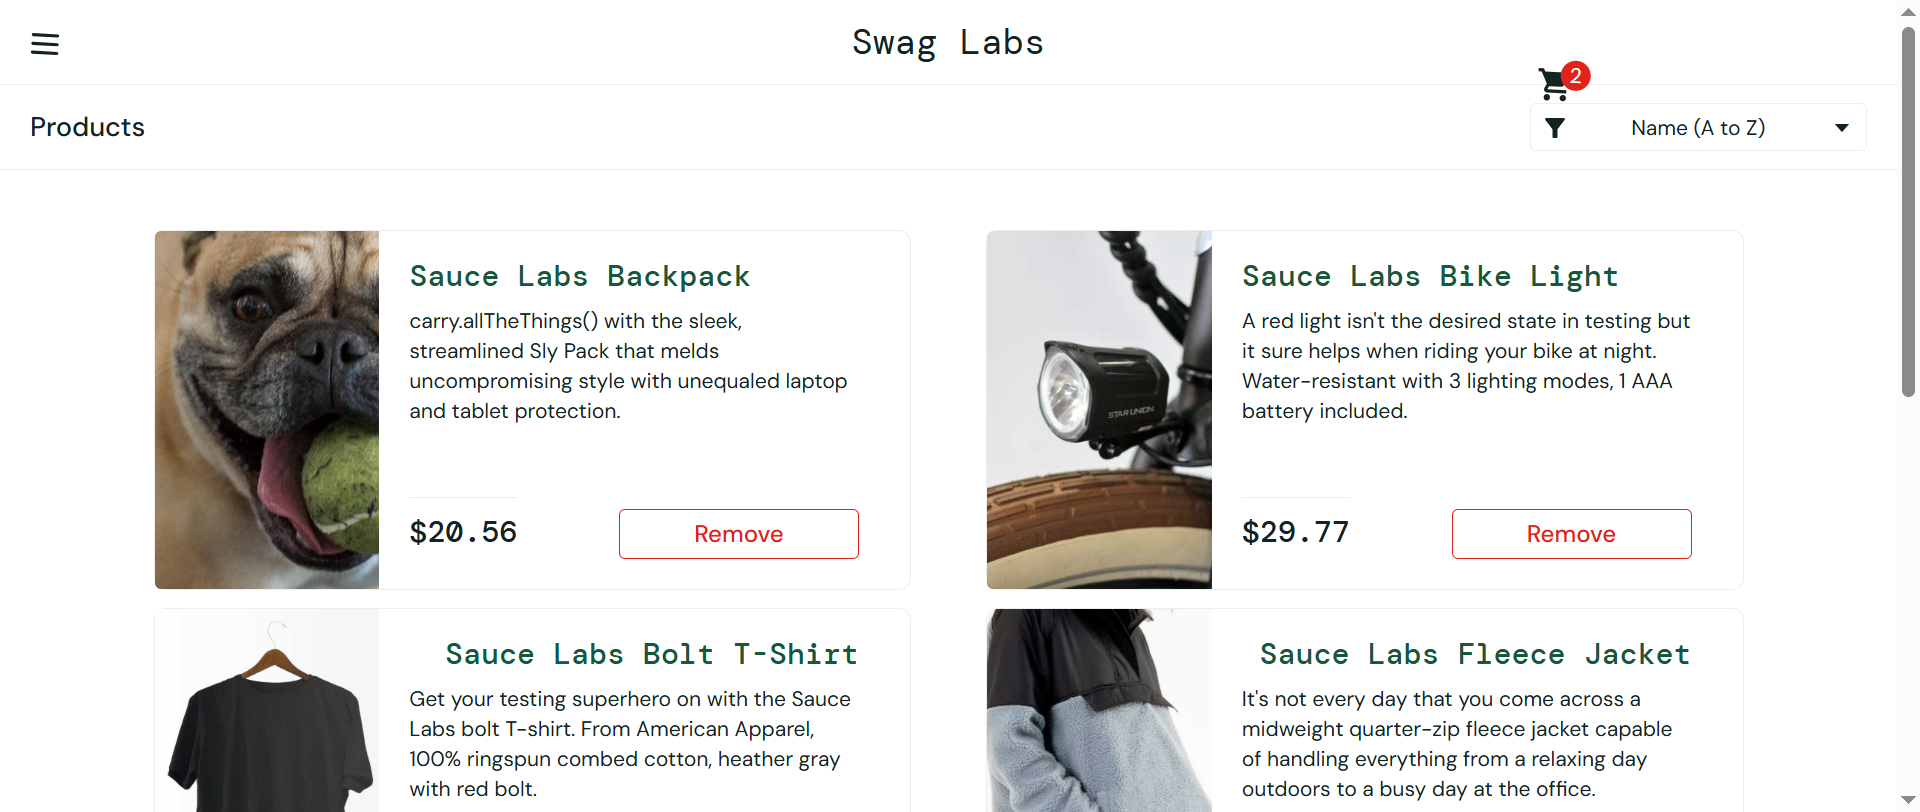 Swag Labs
2
Products
Name (A to Z)
Sauce Labs Backpack
carry.allTheThings() with the sleek,
streamlined Sly Pack that melds
uncompromising style with unequaled laptop
and tablet protection.
$20.56
Remove
Sauce Labs Bike Light
A red light isn't the desired state in testing but
it sure helps when riding your bike at night.
Water-resistant with 3 lighting modes, 1 AAA
battery included.
STAR UNION
$29.77
Remove
Sauce Labs Bolt T-Shirt
Get your testing superhero on with the Sauce
Labs bolt T-shirt. From American Apparel,
100% ringspun combed cotton, heather gray
with red bolt.
Sauce Labs Fleece Jacket
It's not every day that you come across a
midweight quarter-zip fleece jacket capable
of handling everything from a relaxing day
outdoors to a busy day at the office.